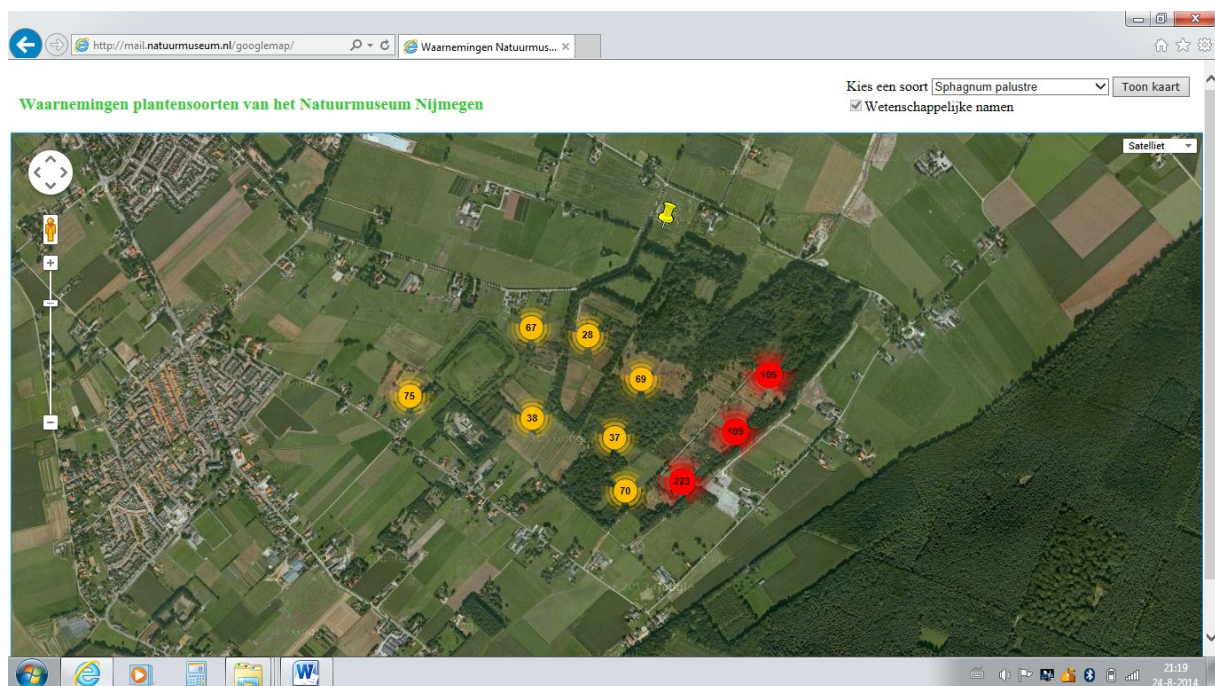 http://mail.natuurmuseum.nl/googlemap/
Waarnemingen Natuurmus...
Waarnemingen plantensoorten van het Natuurmuseum Nijmegen
Kies een soort Sphagnum palustre Toon kaart
Wetenschappelijke namen
Satelliet
67
28
69
105
75
38
37
109
70
223
21:19
24-8-2014